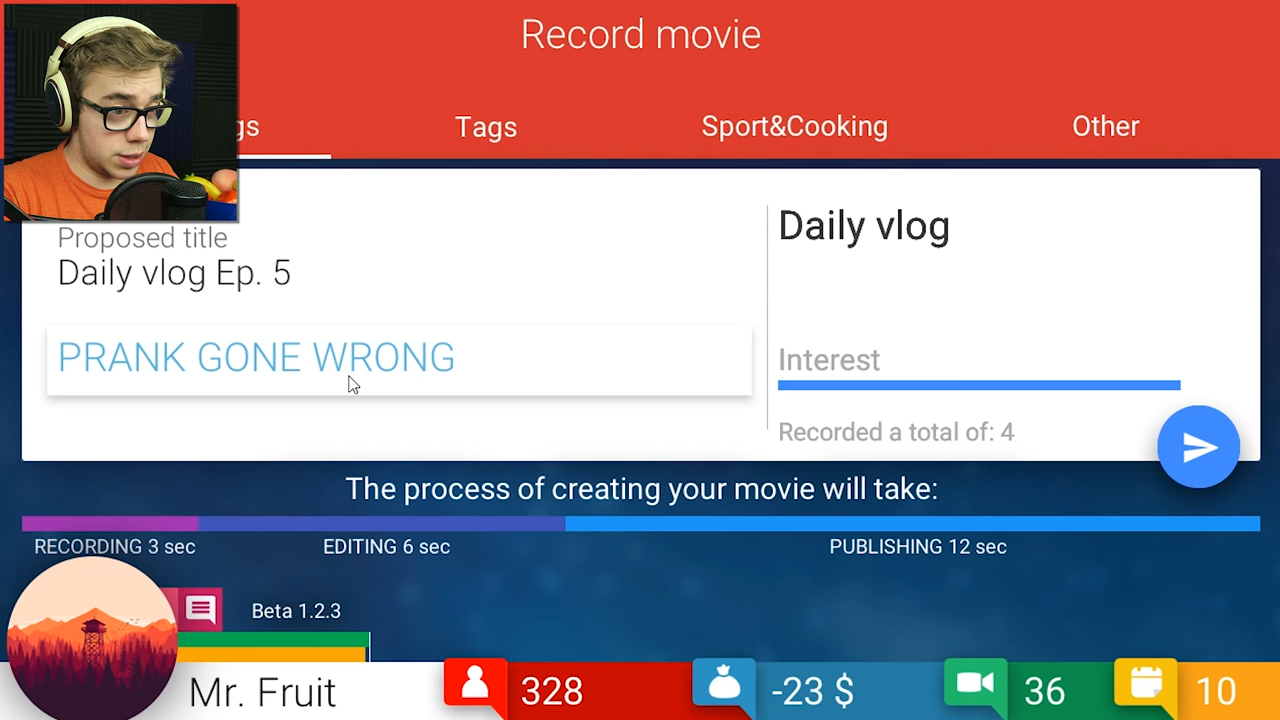 Record movie
gs
Tags
Sport&Cooking
Other
Proposed title
Daily vlog Ep. 5
PRANK GONE WRONG
Daily vlog
Interest
Recorded a total of: 4
The process of creating your movie will take:
RECORDING 3 sec
EDITING 6 sec
PUBLISHING 12 sec
Beta 1.2.3
Mr. Fruit
328
-23 $
36
10